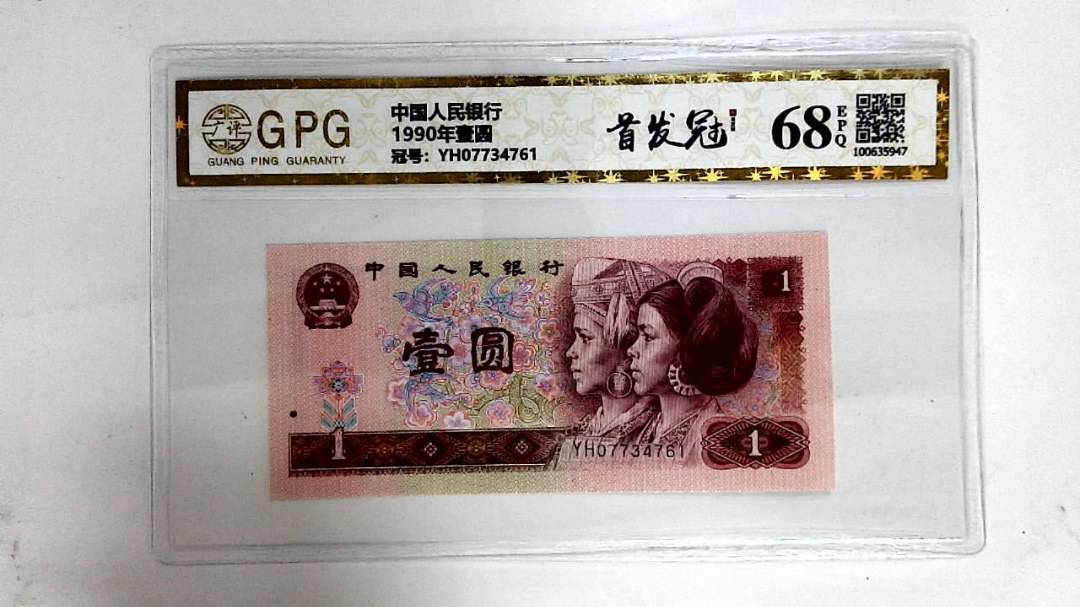 广评
GPG
GUANG PING GUARANTY
中国人民银行
1990年壹圆
冠号：YH07734761
首发冠
68
EPQ
100635947
中国人民银行
1
壹圆
1
YH07734761
1